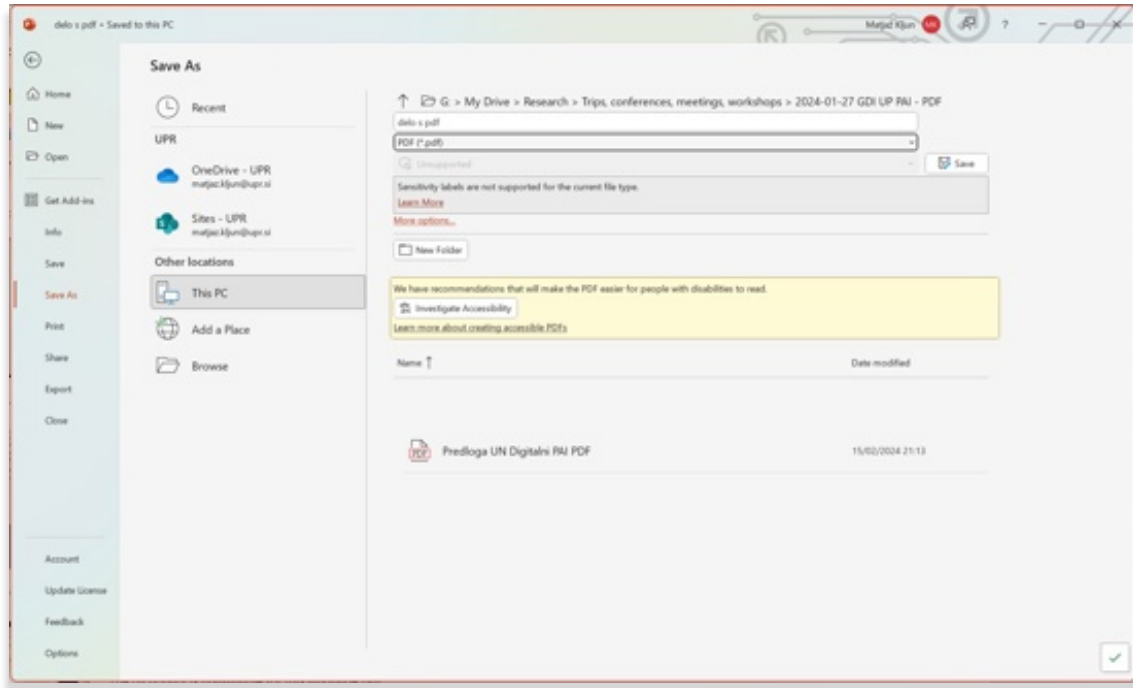 delo s pdf • Saved to this PC
Matjaž Kljun
MK
?
Home
New
Open
Get Add-ins
Info
Save
Save As
Print
Share
Export
Close
Account
Update License
Feedback
Options
Save As
Recent
UPR
OneDrive - UPR
matjaz.kljun@upr.si
Sites - UPR
matjaz.kljun@upr.si
Other locations
This PC
Add a Place
Browse
G: > My Drive > Research > Trips, conferences, meetings, workshops > 2024-01-27 GDI UP PAI - PDF
delo s pdf
PDF (*.pdf)
Unsupported
Save
Sensitivity labels are not supported for the current file type.
Learn More
More options...
New Folder
We have recommendations that will make the PDF easier for people with disabilities to read.
Investigate Accessibility
Learn more about creating accessible PDFs
Name ↑
Date modified
PDF
Predloga UN Digitalni PAI PDF
15/02/2024 21:13